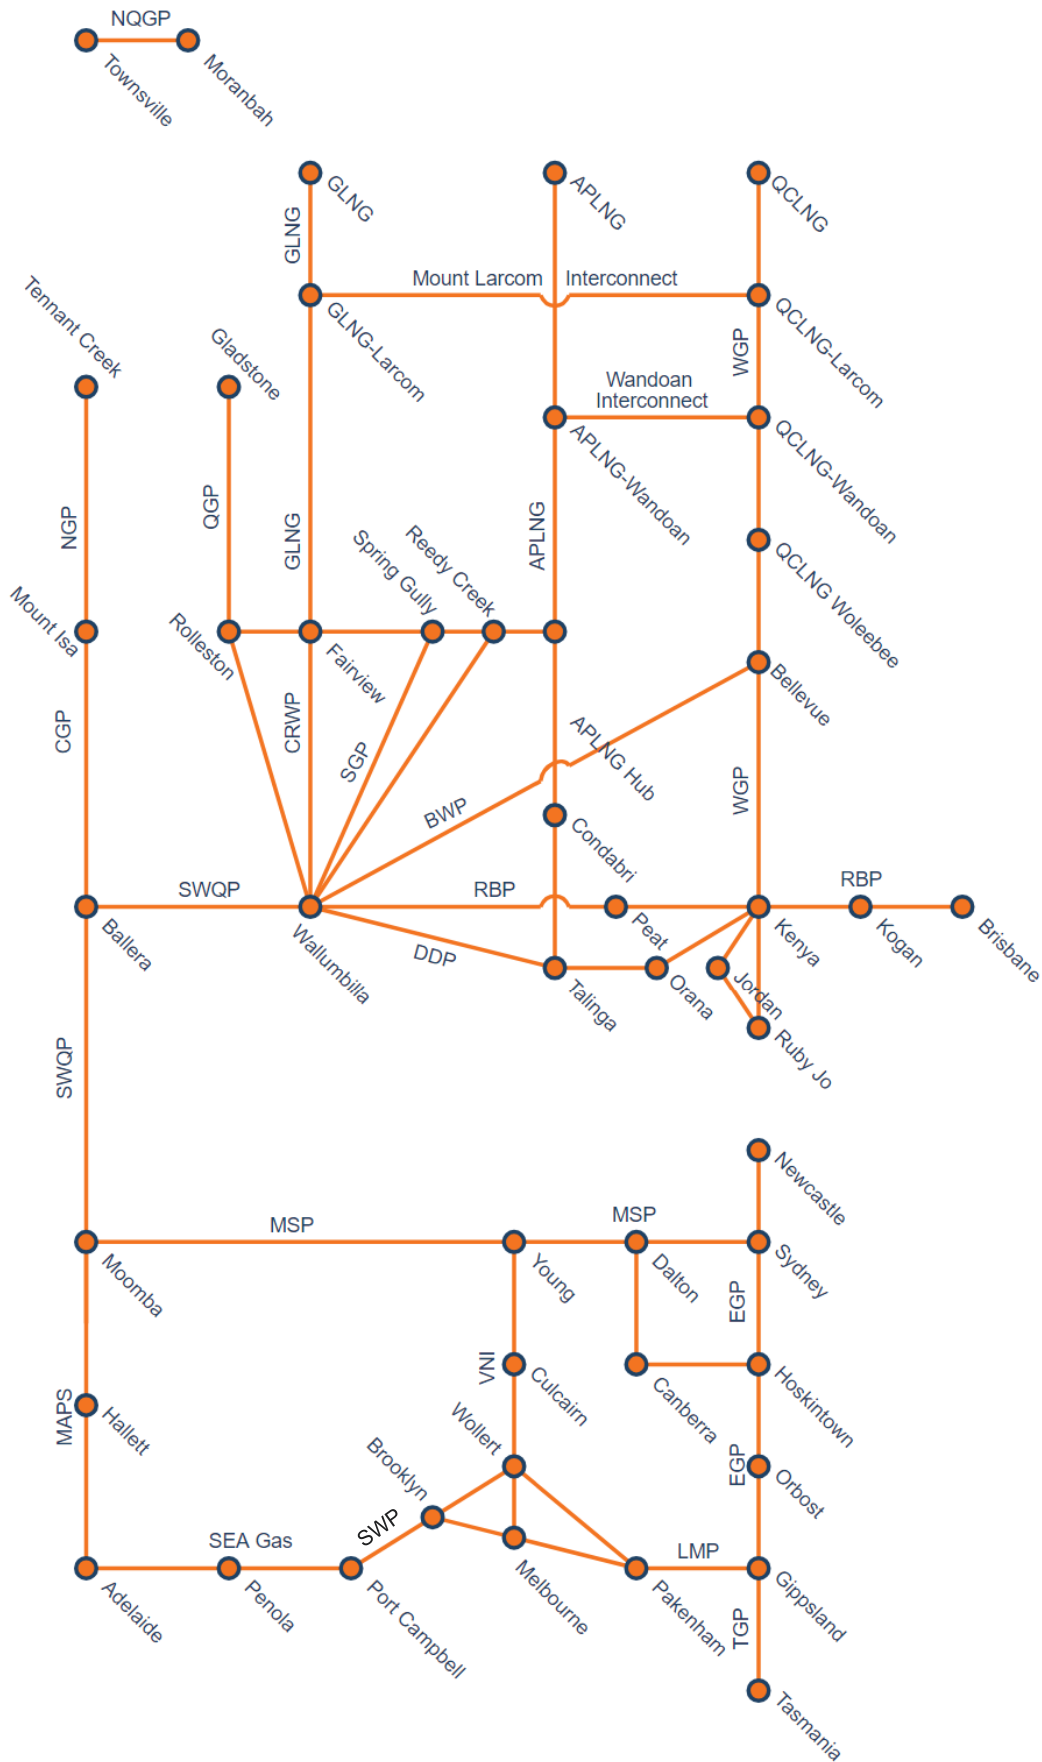 NQGP
Townsville
Moranbah
GLNG
APLNG
QCLNG
GLNG
Mount Larcom Interconnect
Tennant Creek
GLNG-Larcom
QCLNG-Larcom
Gladstone
WGP
Wandoan
Interconnect
APLNG-Wandoan
QCLNG-Wandoan
NGP
QGP
GLNG
Spring Gully
Reedy Creek
APLNG
QCLNG Woleebee
Mount Isa
Rolleston
Fairview
Bellevue
CGP
CRWP
SGP
APLNG Hub
WGP
BWP
Condabri
SWQP
RBP
RBP
Ballera
Wallumbilla
DDP
Peat
Kenya
Kogan
Brisbane
Talinga
Orana
Jordan
Ruby Jo
SWQP
Newcastle
MSP
MSP
Moomba
Young
Dalton
Sydney
EGP
VNI
Culcairn
Canberra
Hoskintown
MAPS
Hallett
Wollert
Brooklyn
EGP
Orbost
SWP
SEA Gas
LMP
Adelaide
Penola
Port Campbell
Melbourne
Pakenham
Gippsland
TGP
Tasmania